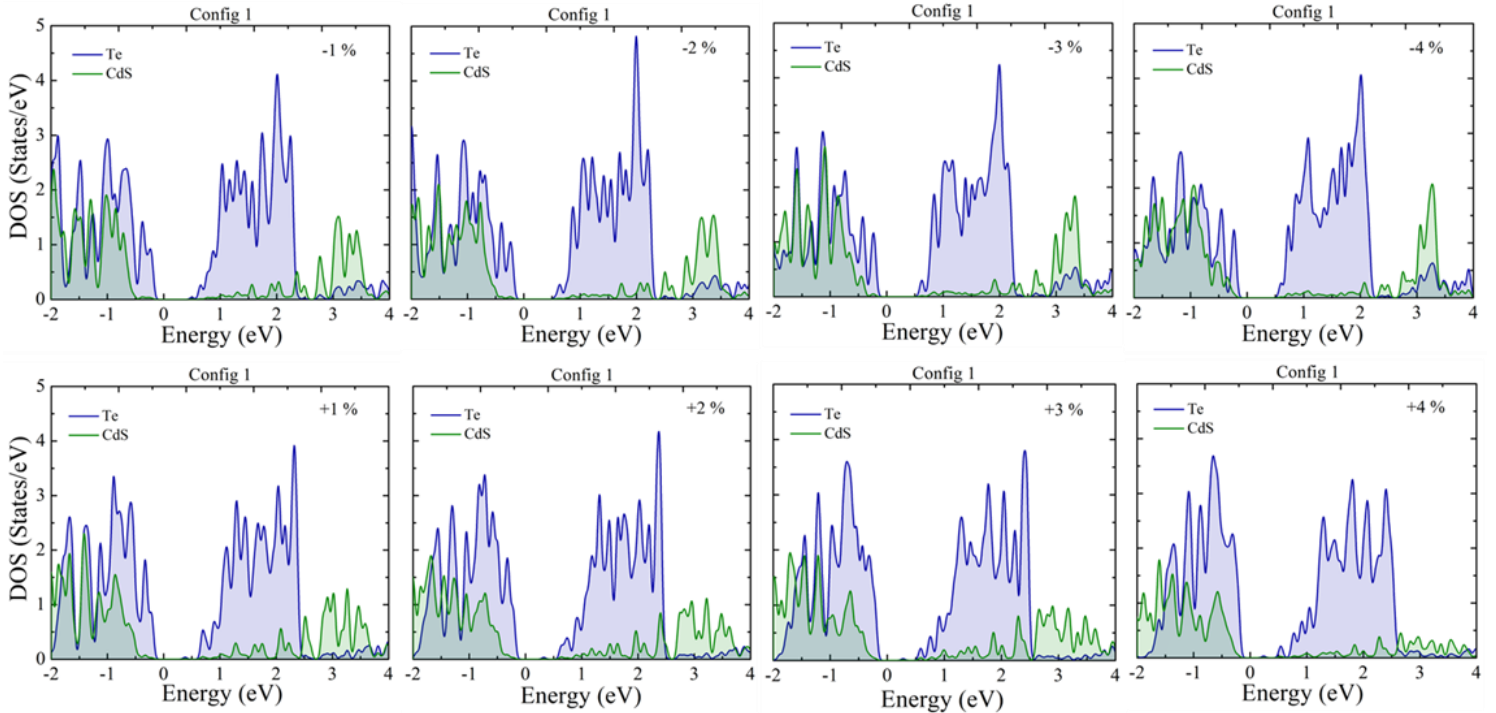 Config 1
Config 1
Config 1
Config 1
5
4
3
2
1
0
DOS (States/eV)
Te
CdS
-1 %
Te
CdS
-2 %
Te
CdS
-3 %
Te
CdS
-4 %
-2 -1 0 1 2 3 4
-2 -1 0 1 2 3 4
-2 -1 0 1 2 3 4
-2 -1 0 1 2 3 4
Energy (eV)
Energy (eV)
Energy (eV)
Energy (eV)
Config 1
Config 1
Config 1
Config 1
5
4
3
2
1
0
DOS (States/eV)
Te
CdS
+1 %
Te
CdS
+2 %
Te
CdS
+3 %
Te
CdS
+4 %
-2 -1 0 1 2 3 4
-2 -1 0 1 2 3 4
-2 -1 0 1 2 3 4
-2 -1 0 1 2 3 4
Energy (eV)
Energy (eV)
Energy (eV)
Energy (eV)